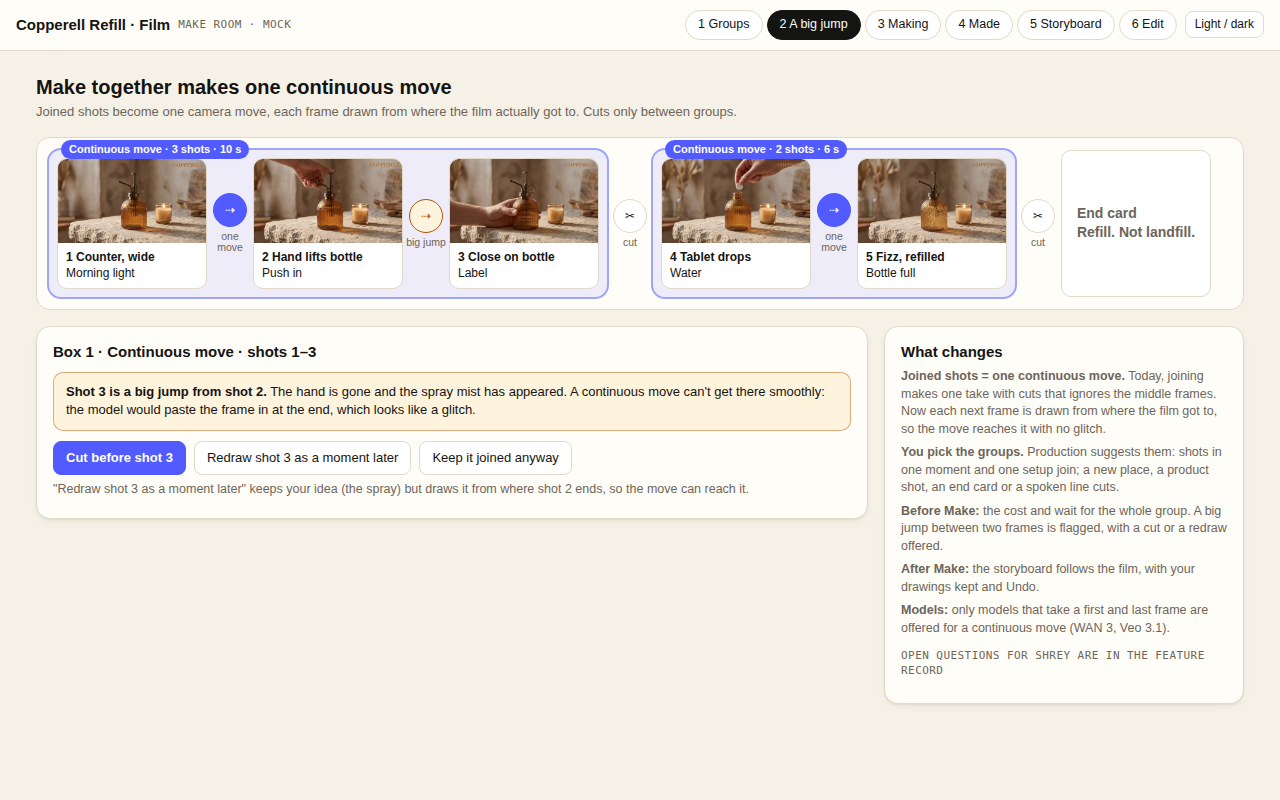 Copperell Refill · Film MAKE ROOM · MOCK
1 Groups
2 A big jump
3 Making
4 Made
5 Storyboard
6 Edit
Light / dark
Make together makes one continuous move
Joined shots become one camera move, each frame drawn from where the film actually got to. Cuts only between groups.
Continuous move · 3 shots · 10 s
1 Counter, wide
Morning light
⇢
one
move
2 Hand lifts bottle
Push in
⇢
big jump
3 Close on bottle
Label
✂
cut
Continuous move · 2 shots · 6 s
4 Tablet drops
Water
⇢
one
move
5 Fizz, refilled
Bottle full
✂
cut
End card
Refill. Not landfill.
Box 1 · Continuous move · shots 1–3
Shot 3 is a big jump from shot 2. The hand is gone and the spray mist has appeared. A continuous move can't get there smoothly:
the model would paste the frame in at the end, which looks like a glitch.
Cut before shot 3
Redraw shot 3 as a moment later
Keep it joined anyway
"Redraw shot 3 as a moment later" keeps your idea (the spray) but draws it from where shot 2 ends, so the move can reach it.
What changes
Joined shots = one continuous move. Today, joining
makes one take with cuts that ignores the middle frames.
Now each next frame is drawn from where the film got to,
so the move reaches it with no glitch.
You pick the groups. Production suggests them: shots in
one moment and one setup join; a new place, a product
shot, an end card or a spoken line cuts.
Before Make: the cost and wait for the whole group. A big
jump between two frames is flagged, with a cut or a redraw
offered.
After Make: the storyboard follows the film, with your
drawings kept and Undo.
Models: only models that take a first and last frame are
offered for a continuous move (WAN 3, Veo 3.1).
OPEN QUESTIONS FOR SHREY ARE IN THE FEATURE
RECORD